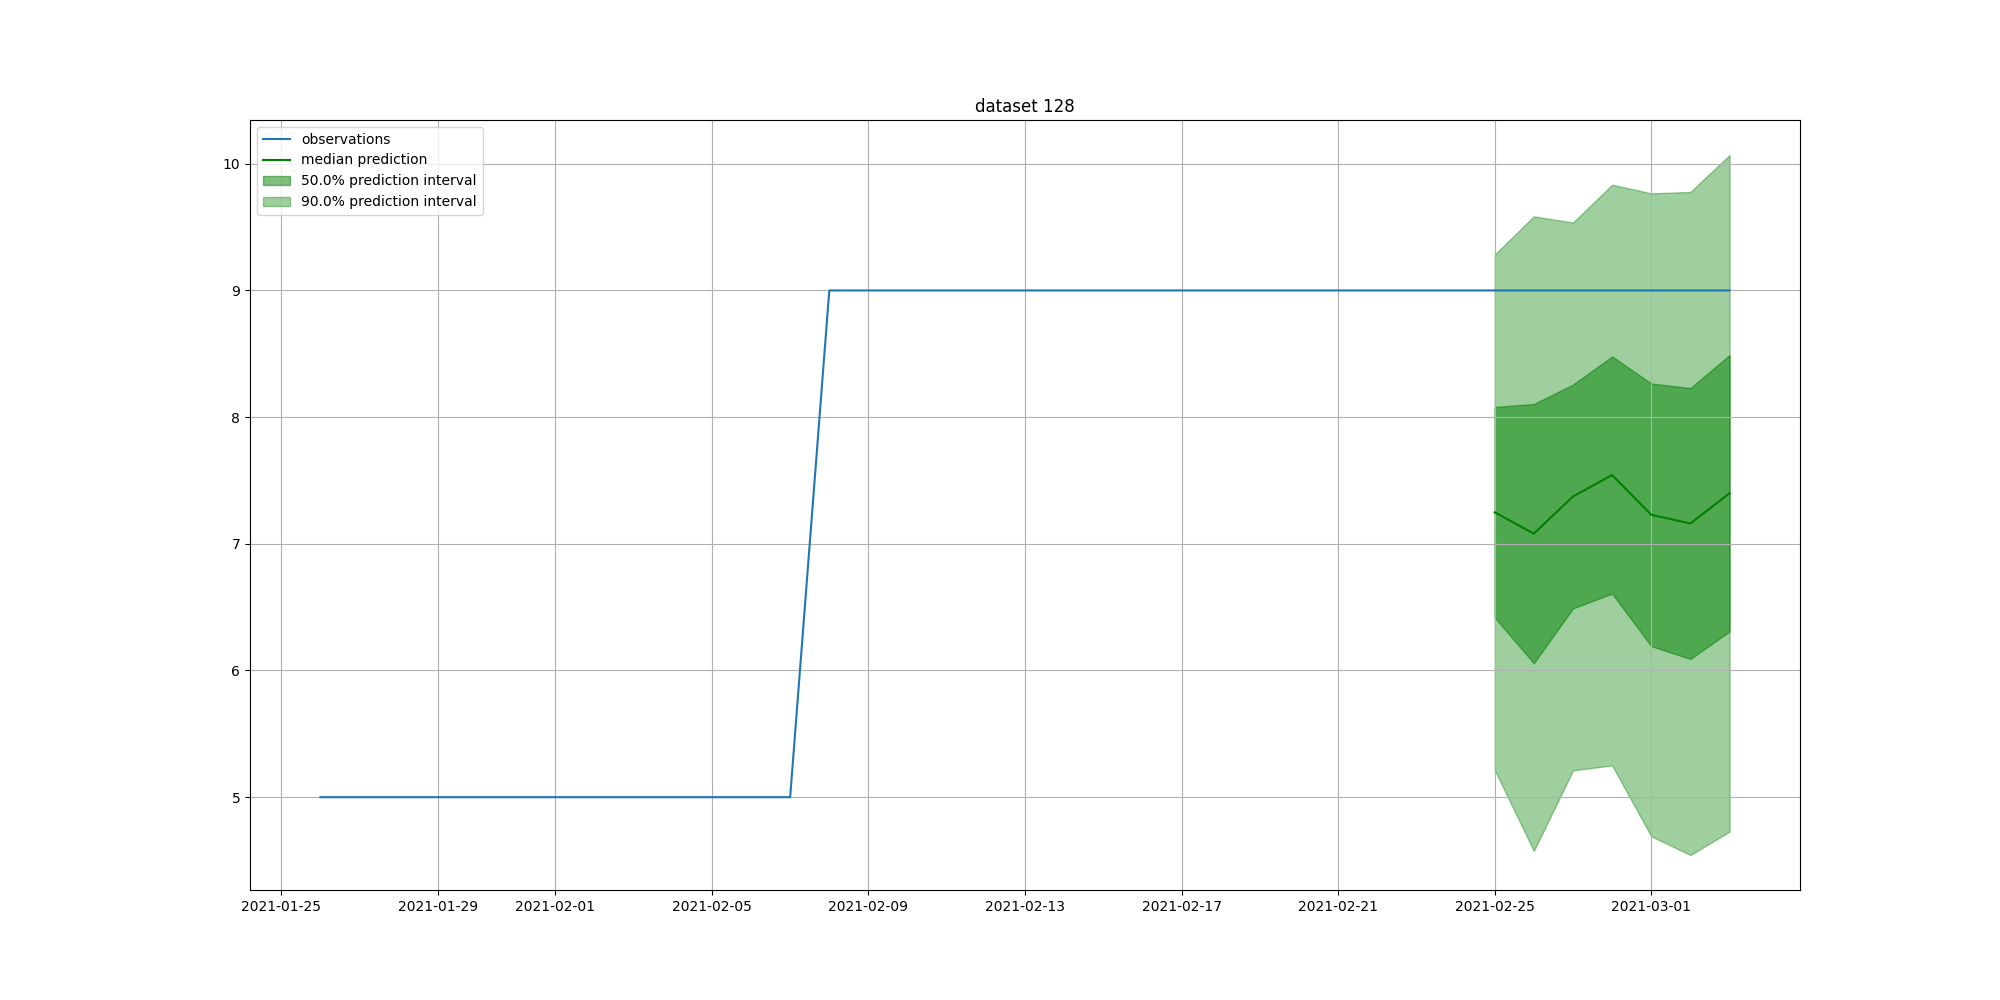 dataset 128
observations
median prediction
50.0% prediction interval
90.0% prediction interval
10
9
8
7
6
5
2021-01-25 2021-01-29 2021-02-01 2021-02-05 2021-02-09 2021-02-13 2021-02-17 2021-02-21 2021-02-25 2021-03-01